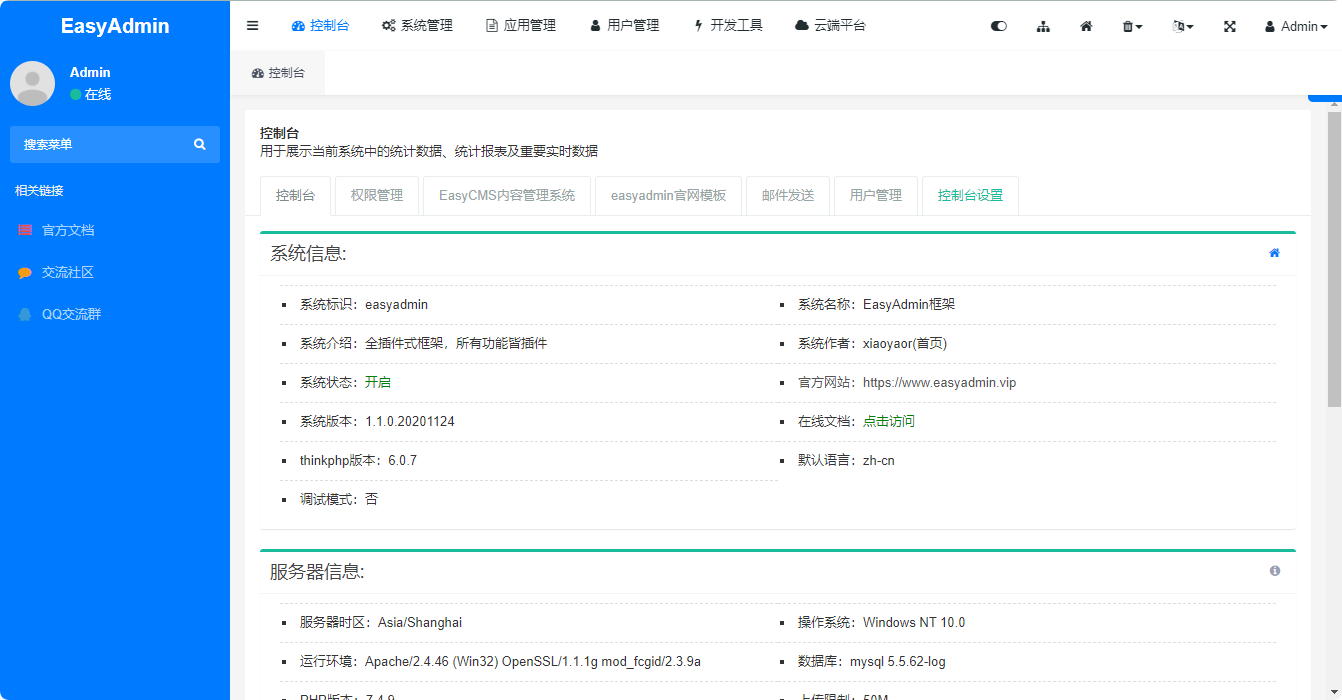 EasyAdmin
控制台 系统管理 应用管理 用户管理 开发工具 云端平台 Admin
Admin
在线
搜索菜单
相关链接
官方文档
交流社区
QQ交流群
控制台
控制台
用于展示当前系统中的统计数据、统计报表及重要实时数据
控制台 权限管理 EasyCMS内容管理系统 easyadmin官网模板 邮件发送 用户管理 控制台设置
系统信息:
系统标识：easyadmin 系统名称：EasyAdmin框架
系统介绍：全插件式框架，所有功能皆插件 系统作者：xiaoyaor(首页)
系统状态：开启 官方网站：https://www.easyadmin.vip
系统版本：1.1.0.20201124 在线文档：点击访问
thinkphp版本：6.0.7 默认语言：zh-cn
调试模式：否
服务器信息:
服务器时区：Asia/Shanghai 操作系统：Windows NT 10.0
运行环境：Apache/2.4.46 (Win32) OpenSSL/1.1.1g mod_fcgid/2.3.9a 数据库：mysql 5.5.62-log
PHP版本：7.4.9 上传限制：50M